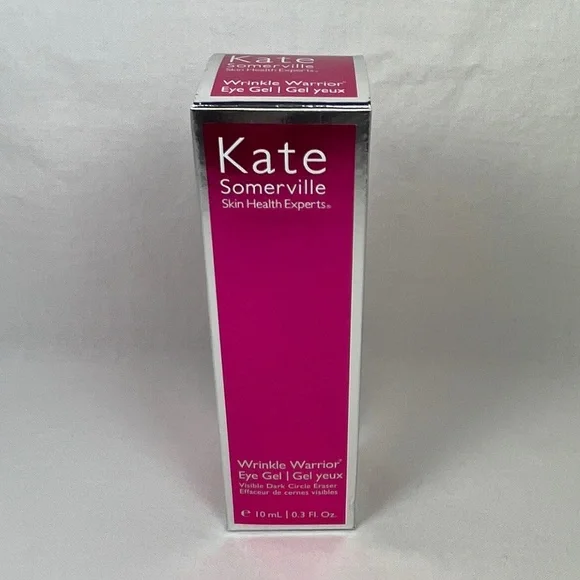 Kate
Somerville
Skin Health Experts™
Wrinkle Warrior®
Eye Gel | Gel yeux
Kate
Somerville
Skin Health Experts®
Wrinkle Warrior®
Eye Gel | Gel yeux
Visible Dark Circle Eraser
Effaceur de cernes visibles
℮ 10 mL | 0.3 Fl. Oz.